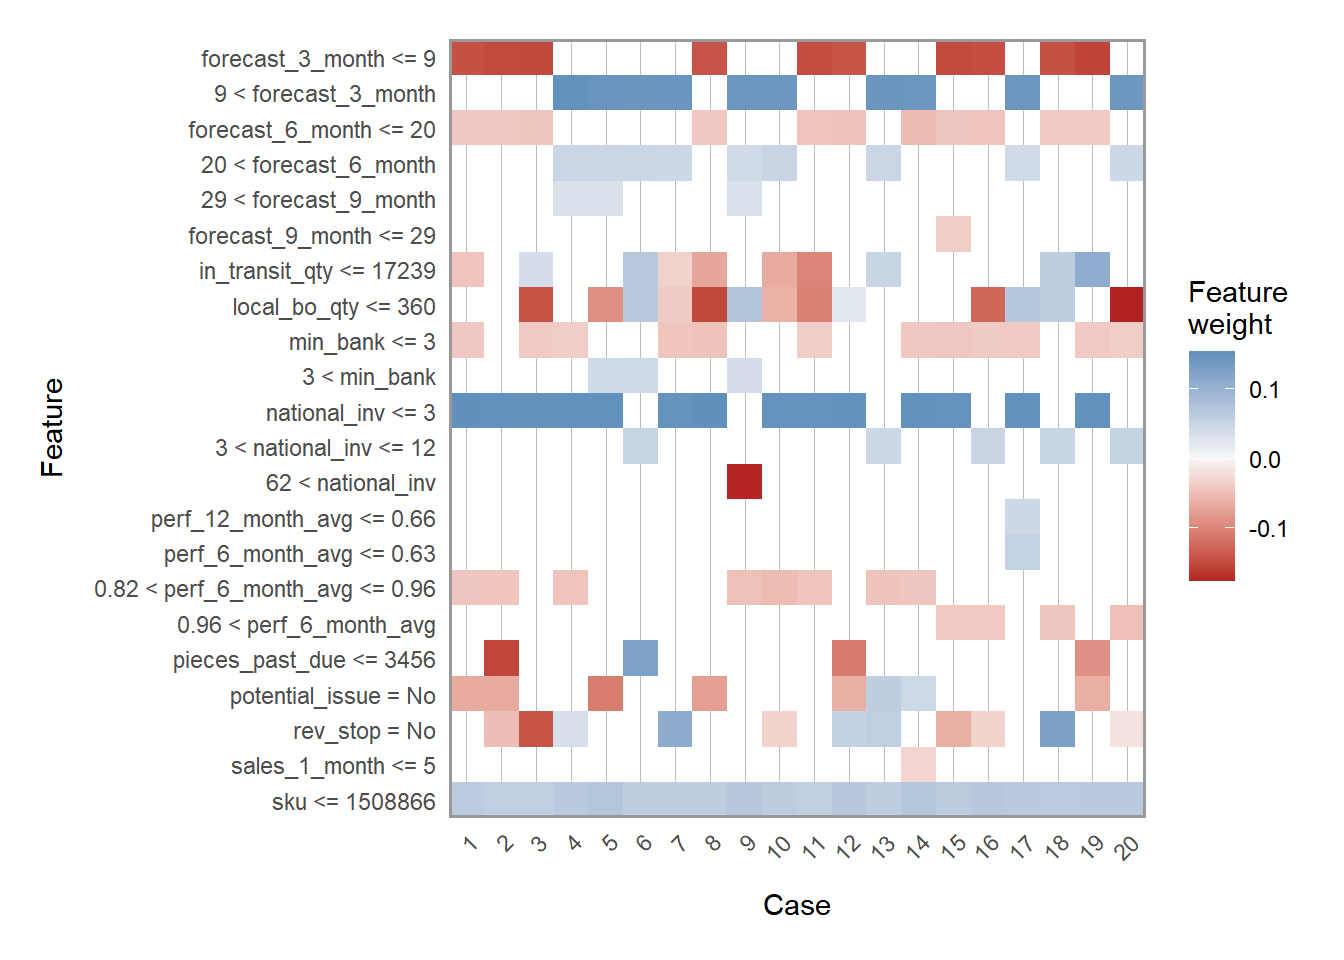 forecast_3_month <= 9
9 < forecast_3_month
forecast_6_month <= 20
20 < forecast_6_month
29 < forecast_9_month
forecast_9_month <= 29
in_transit_qty <= 17239
local_bo_qty <= 360
min_bank <= 3
3 < min_bank
national_inv <= 3
3 < national_inv <= 12
62 < national_inv
perf_12_month_avg <= 0.66
perf_6_month_avg <= 0.63
0.82 < perf_6_month_avg <= 0.96
0.96 < perf_6_month_avg
pieces_past_due <= 3456
potential_issue = No
rev_stop = No
sales_1_month <= 5
sku <= 1508866
Feature
1 2 3 4 5 6 7 8 9 10 11 12 13 14 15 16 17 18 19 20
Case
Feature
weight
0.1
0.0
-0.1